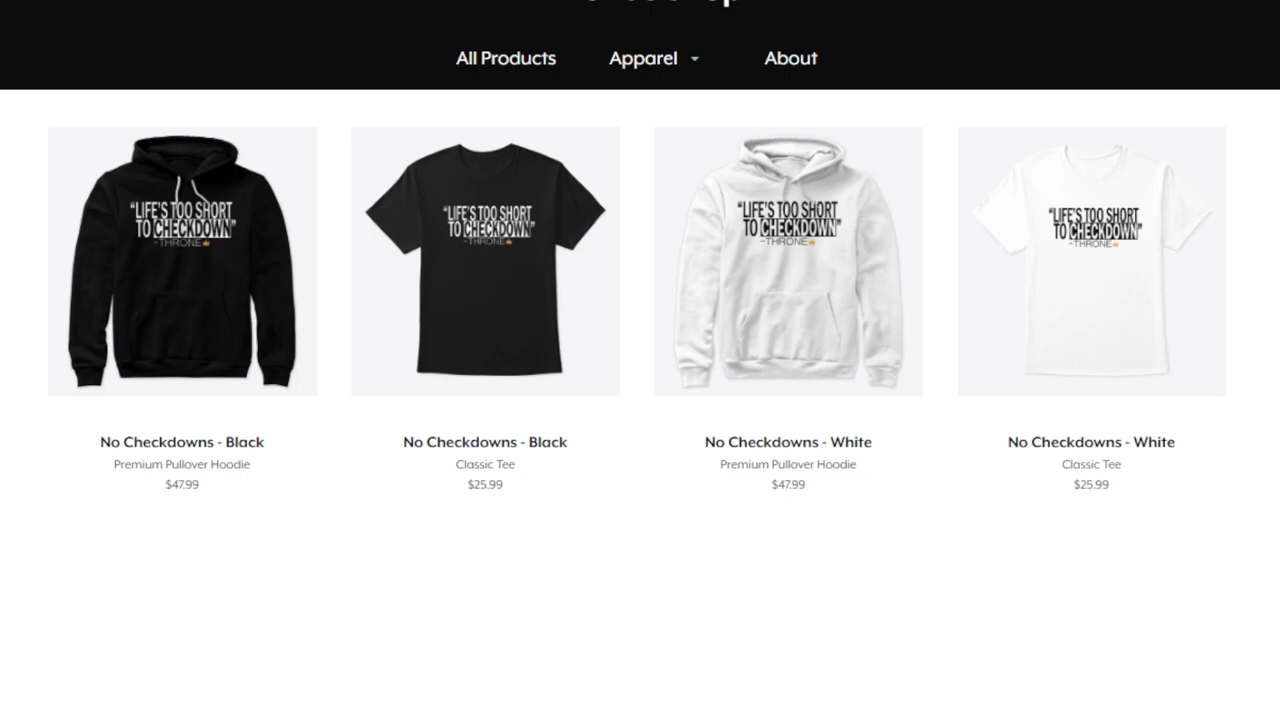 All Products
Apparel
About
“LIFE'S TOO SHORT
TO CHECKDOWN”
-THRONE
“LIFE'S TOO SHORT
TO CHECKDOWN”
-THRONE
“LIFE'S TOO SHORT
TO CHECKDOWN”
-THRONE
“LIFE'S TOO SHORT
TO CHECKDOWN”
-THRONE
No Checkdowns - Black
Premium Pullover Hoodie
$47.99
No Checkdowns - Black
Classic Tee
$25.99
No Checkdowns - White
Premium Pullover Hoodie
$47.99
No Checkdowns - White
Classic Tee
$25.99